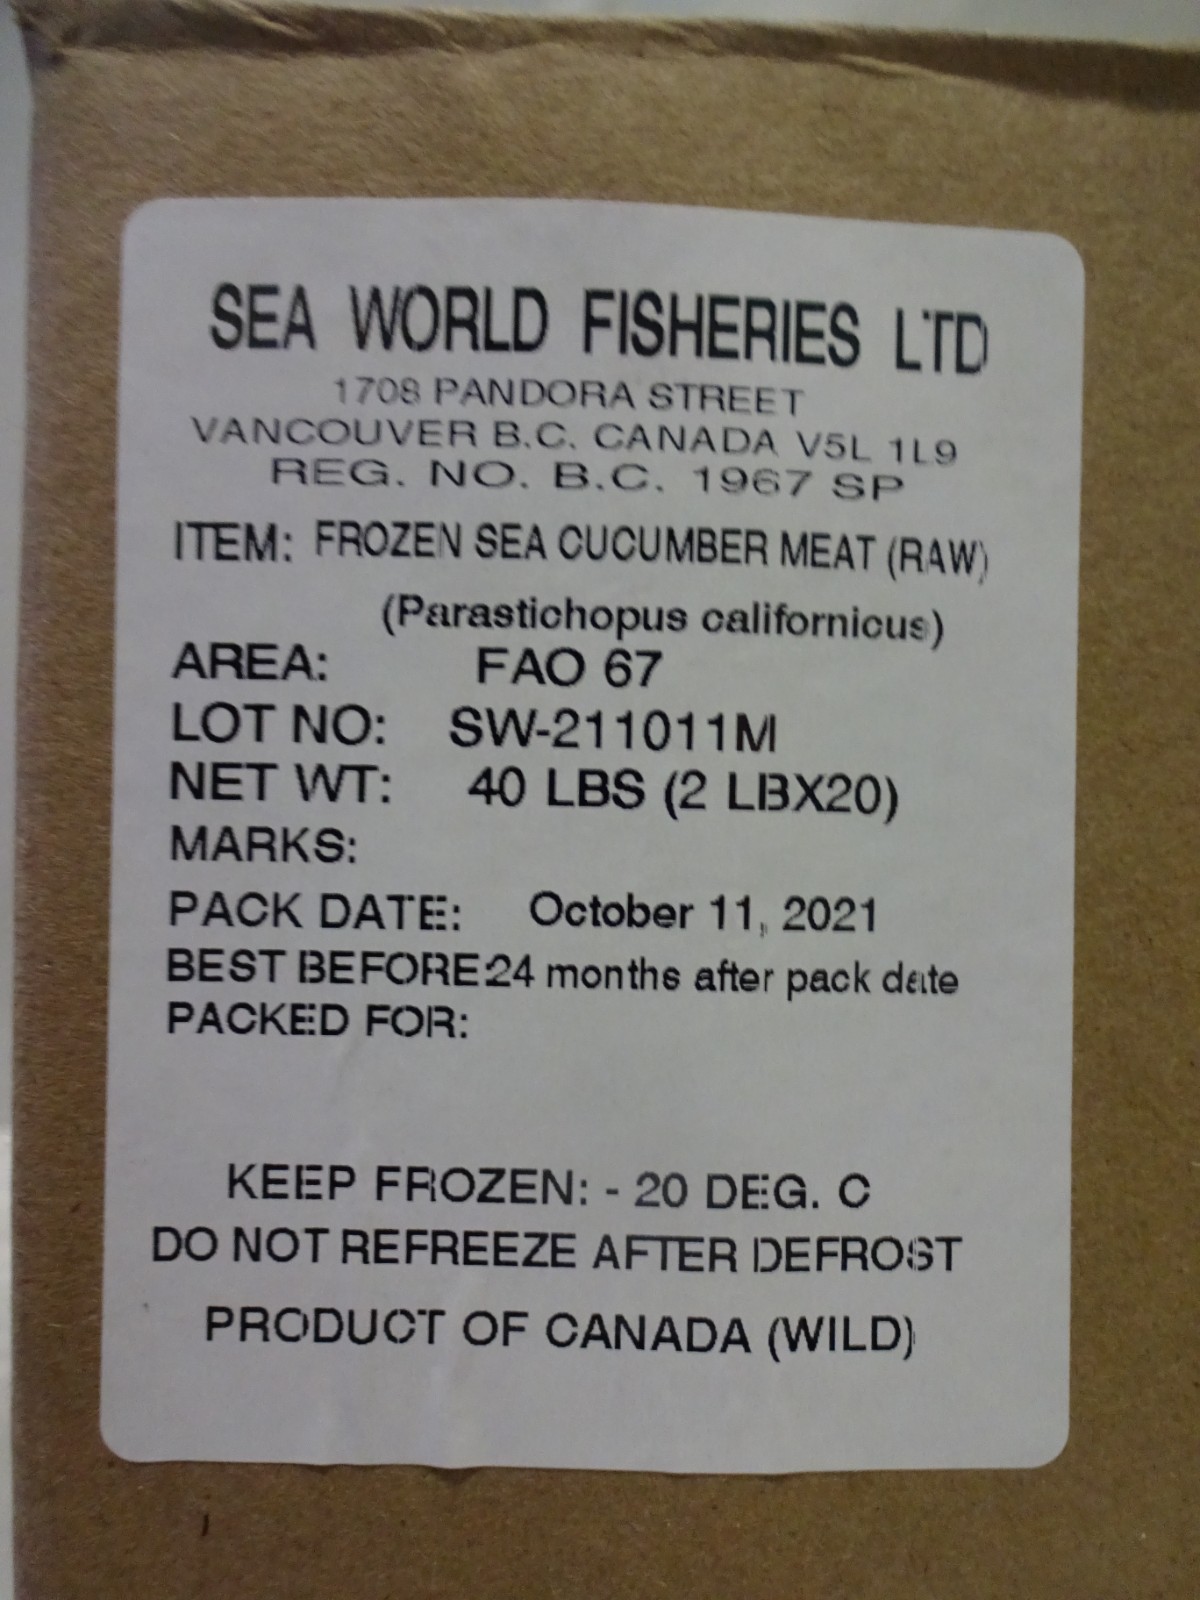 SEA WORLD FISHERIES LTD
1708 PANDORA STREET
VANCOUVER B.C. CANADA V5L 1L9
REG. NO. B.C. 1967 SP
ITEM: FROZEN SEA CUCUMBER MEAT (RAW)
(Parastichopus californicus)
AREA: FAO 67
LOT NO: SW-211011M
NET WT: 40 LBS (2 LBX20)
MARKS:
PACK DATE: October 11, 2021
BEST BEFORE24 months after pack date
PACKED FOR:
KEEP FROZEN: - 20 DEG. C
DO NOT REFREEZE AFTER DEFROST
PRODUCT OF CANADA (WILD)